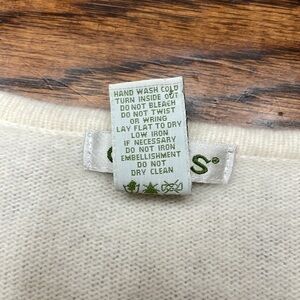 HAND WASH COLD
TURN INSIDE OUT
DO NOT BLEACH
DO NOT TWIST
OR WRING
LAY FLAT TO DRY
LOW IRON
IF NECESSARY
DO NOT IRON
EMBELLISHMENT
DO NOT
DRY CLEAN